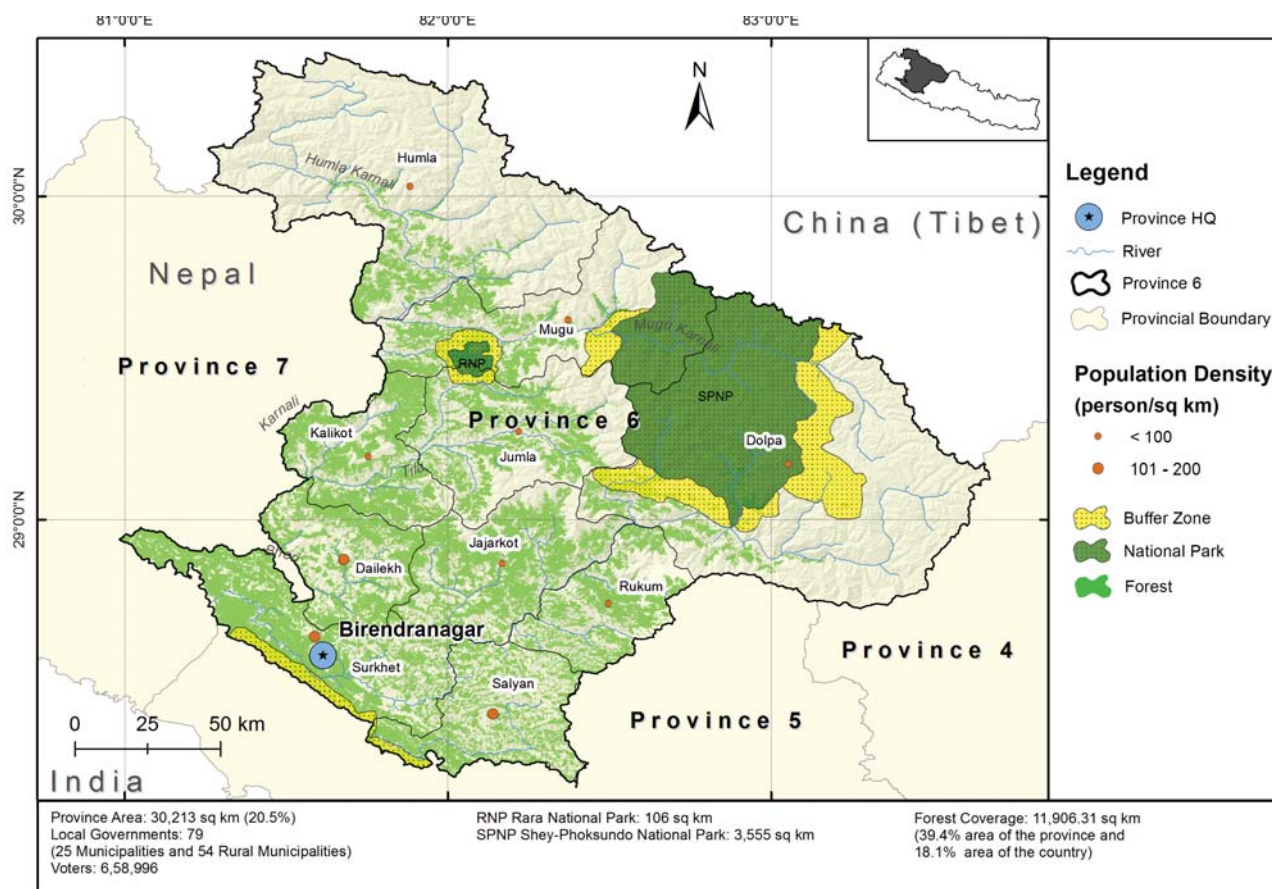 81°00'0"E
82°00'0"E
83°00'0"E
30°0'0"N
29°0'0"N
N
Humla
Humla Karnali
China (Tibet)
Nepal
Mugu
Mugu Karnali
RNP
Province 7
SPNP
Karnali
Province 6
Kalikot
Dolpa
Jumla
Tila
Jajarkot
Dailekh
Rukum
Birendranagar
Province 4
Surkhet
Salyan
Province 5
0 25 50 km
India
Legend
Province HQ
River
Province 6
Provincial Boundary
Population Density
(person/sq km)
< 100
101 - 200
Buffer Zone
National Park
Forest
Province Area: 30,213 sq km (20.5%)
Local Governments: 79
(25 Municipalities and 54 Rural Municipalities)
Voters: 6,58,996
RNP Rara National Park: 106 sq km
SPNP Shey-Phoksundo National Park: 3,555 sq km
Forest Coverage: 11,906.31 sq km
(39.4% area of the province and
18.1% area of the country)